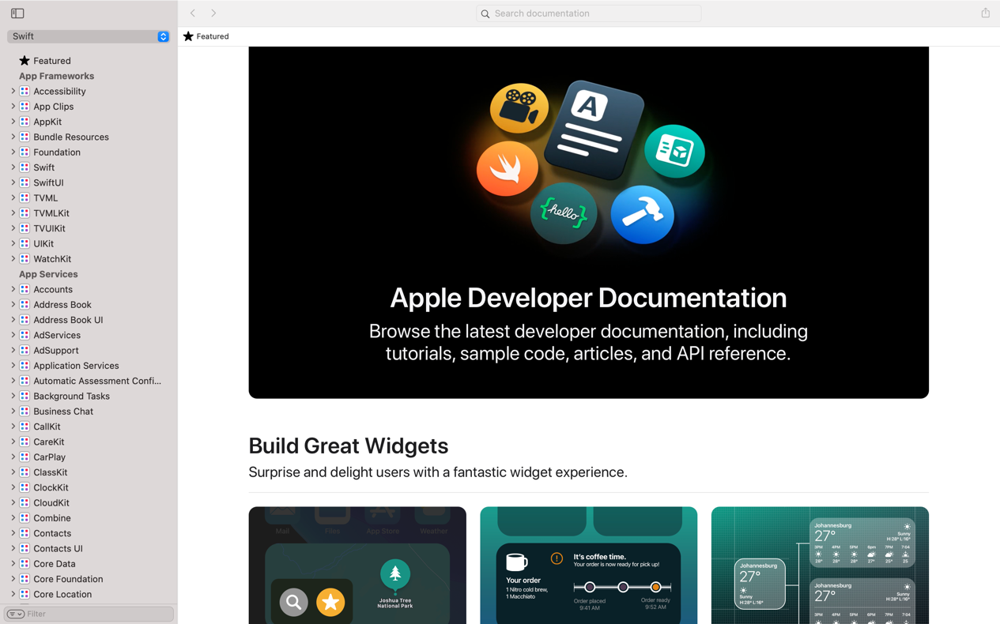 Search documentation
Swift
Featured
Featured
App Frameworks
Accessibility
App Clips
AppKit
Bundle Resources
Foundation
Swift
SwiftUI
TVML
TVMLKit
TVUIKit
UIKit
WatchKit
App Services
Accounts
Address Book
Address Book UI
AdServices
AdSupport
Application Services
Automatic Assessment Confi...
Background Tasks
Business Chat
CallKit
CareKit
CarPlay
ClassKit
ClockKit
CloudKit
Combine
Contacts
Contacts UI
Core Data
Core Foundation
Core Location
Filter
A
{hello}
Apple Developer Documentation
Browse the latest developer documentation, including
tutorials, sample code, articles, and API reference.
Build Great Widgets
Surprise and delight users with a fantastic widget experience.
Mail Files App Store Weather
Joshua Tree
National Park
It's coffee time.
Your order is now ready for pick up!
Your order
1 Nitro cold brew,
1 Macchiato
Order placed
9:41 AM
Order ready
9:52 AM
Johannesburg
27°
Sunny
H:28° L:16°
Johannesburg
27°
Sunny
H:28° L:16°
3PM 4PM 5PM 6pm 7PM 7:04
28° 28° 28° 27° 25° 25
Johannesburg
27°
Sunny
H:28° L:16°
3PM 4PM 5PM 6PM 7PM 7:04